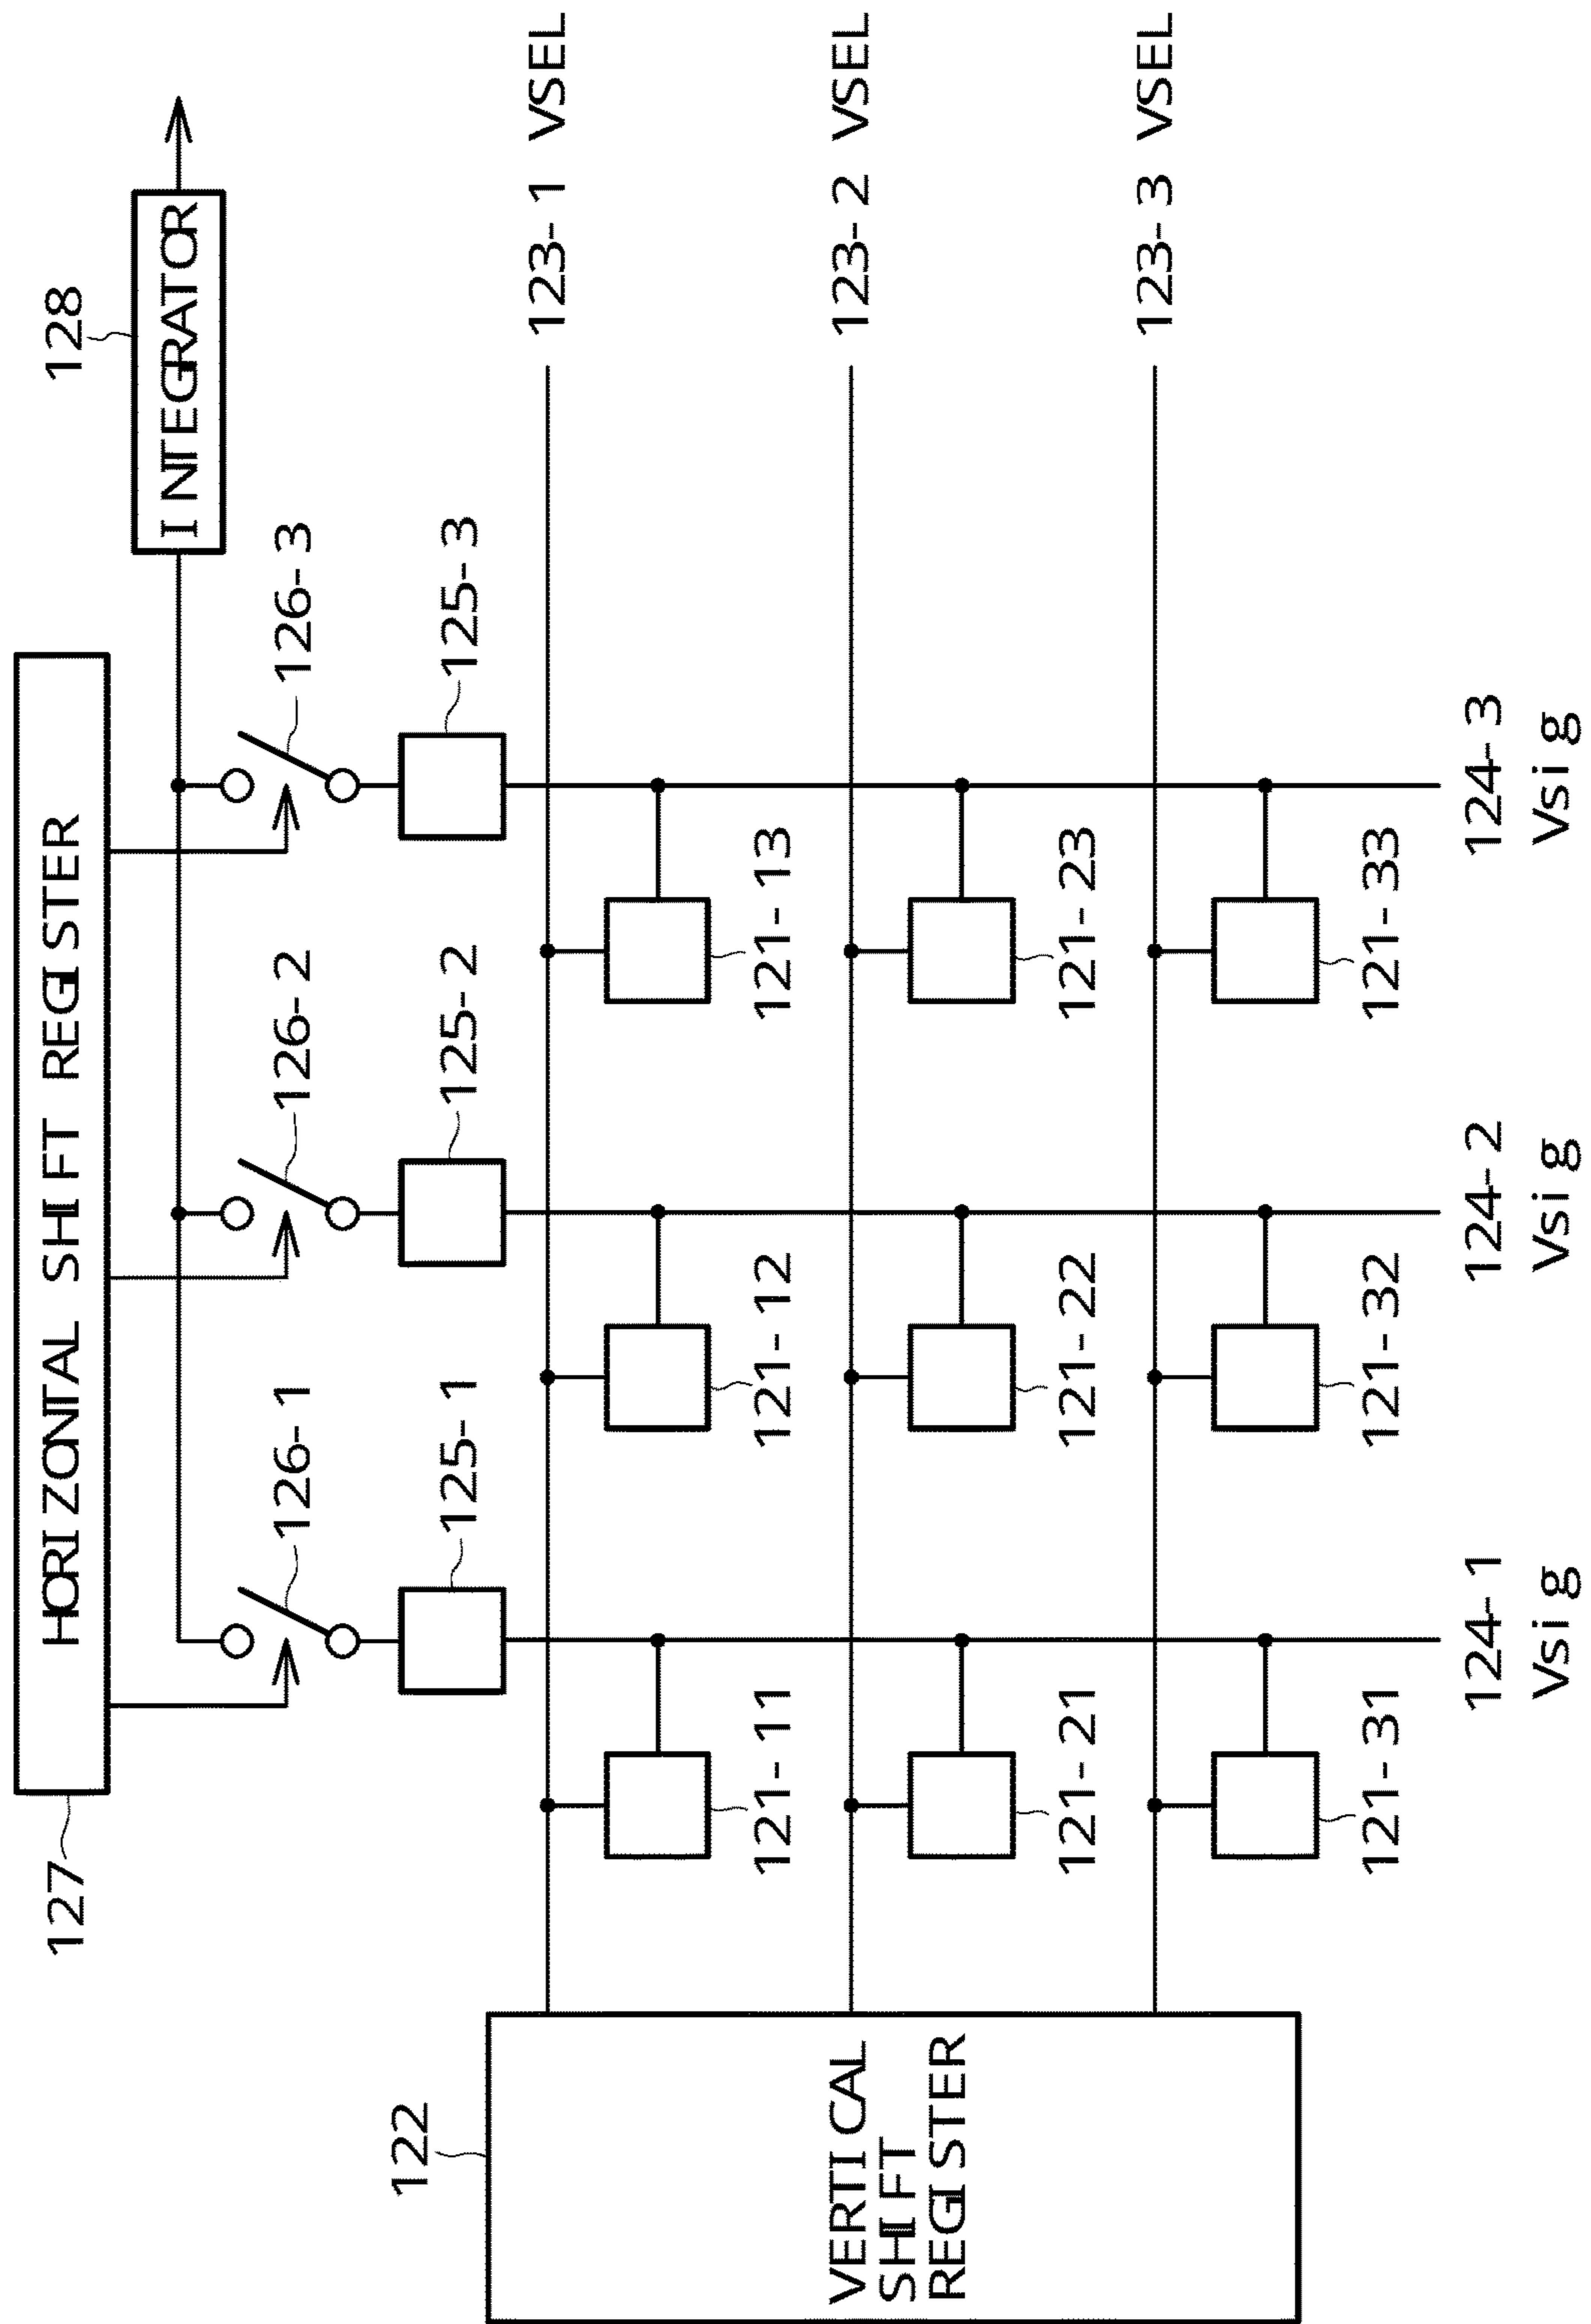 127
HORIZONTAL SHIFT REGISTER
128
INTEGRATOR
126-1
126-2
126-3
125-1
125-2
125-3
122
VERTICAL
SHIFT
REGISTER
123-1 VSEL
121-11
121-12
121-13
123-2 VSEL
121-21
121-22
121-23
123-3 VSEL
121-31
121-32
121-33
124-1
Vsig
124-2
Vsig
124-3
Vsig